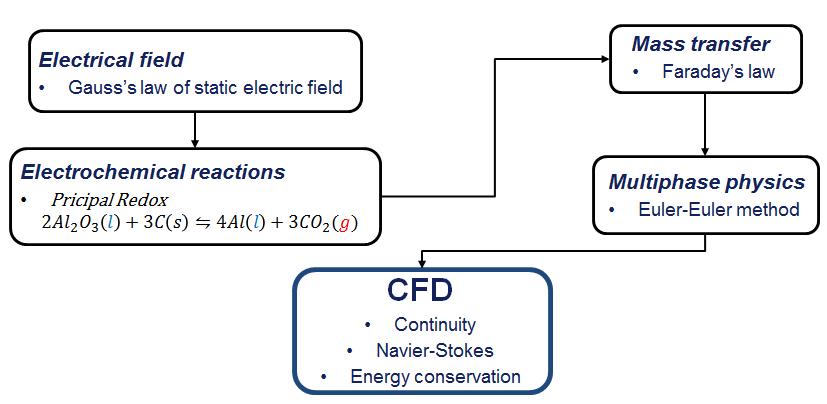 Electrical field
• Gauss's law of static electric field
Electrochemical reactions
• Pricipal Redox
2Al₂O₃(l) + 3C(s) ⇋ 4Al(l) + 3CO₂(g)
Mass transfer
• Faraday's law
Multiphase physics
• Euler-Euler method
CFD
• Continuity
• Navier-Stokes
• Energy conservation